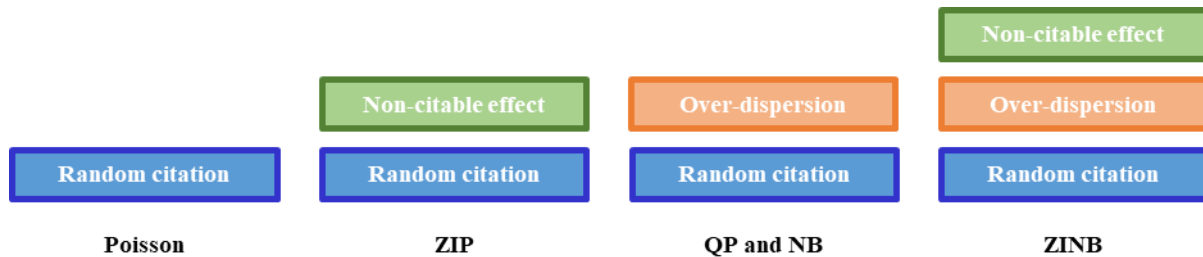 Non-citable effect
Non-citable effect Over-dispersion Over-dispersion
Random citation Random citation Random citation Random citation
Poisson ZIP QP and NB ZINB